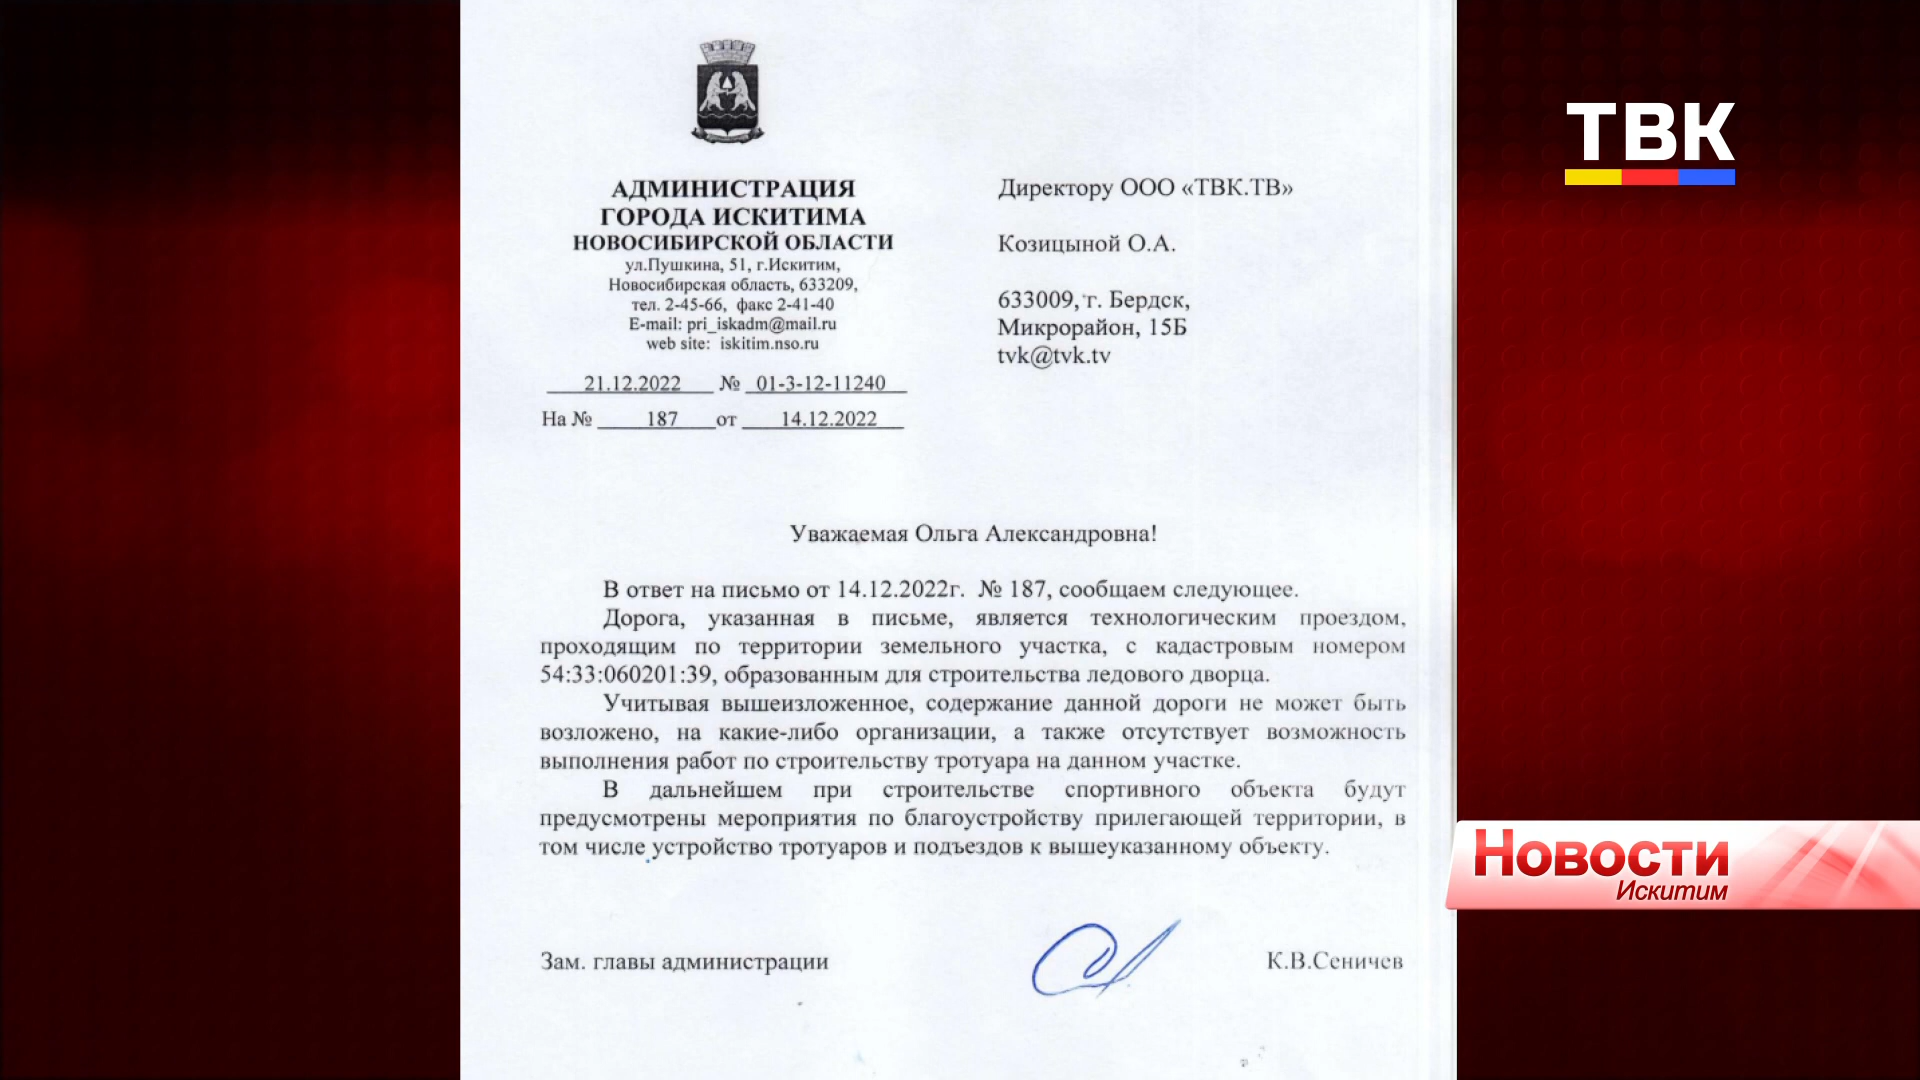 АДМИНИСТРАЦИЯ
ГОРОДА ИСКИТИМА
НОВОСИБИРСКОЙ ОБЛАСТИ
ул.Пушкина, 51, г.Искитим,
Новосибирская область, 633209,
тел. 2-45-66, факс 2-41-40
E-mail: pri_iskadm@mail.ru
web site: iskitim.nso.ru
21.12.2022 № 01-3-12-11240
На № 187 от 14.12.2022
Директору ООО «ТВК.ТВ»
Козицыной О.А.
633009, г. Бердск,
Микрорайон, 15Б
tvk@tvk.tv
Уважаемая Ольга Александровна!
В ответ на письмо от 14.12.2022г. № 187, сообщаем следующее.
Дорога, указанная в письме, является технологическим проездом,
проходящим по территории земельного участка, с кадастровым номером
54:33:060201:39, образованным для строительства ледового дворца.
Учитывая вышеизложенное, содержание данной дороги не может быть
возложено, на какие-либо организации, а также отсутствует возможность
выполнения работ по строительству тротуара на данном участке.
В дальнейшем при строительстве спортивного объекта будут
предусмотрены мероприятия по благоустройству прилегающей территории, в
том числе устройство тротуаров и подъездов к вышеуказанному объекту.
Зам. главы администрации
К.В.Сеничев
ТВК
Новости
Искитим